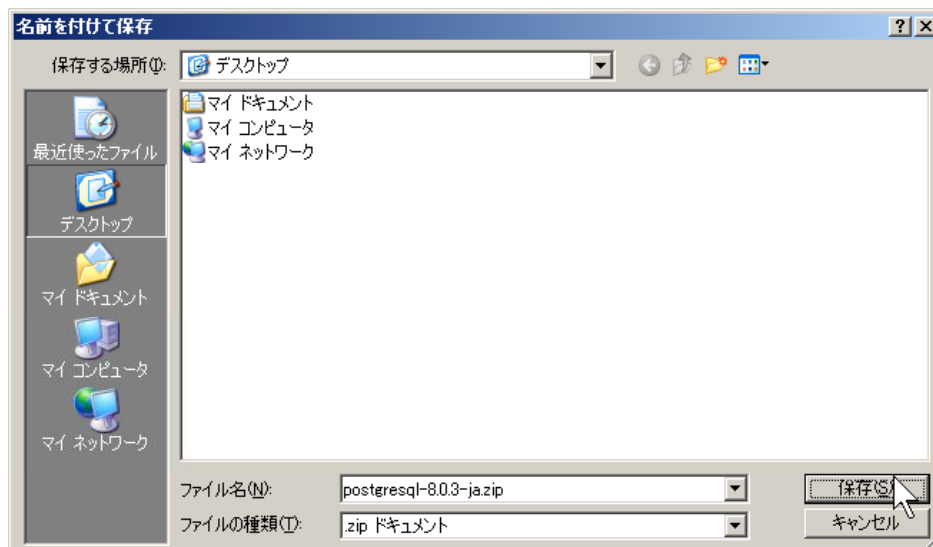 名前を付けて保存
保存する場所(I):
デスクトップ
最近使ったファイル
デスクトップ
マイ ドキュメント
マイ コンピュータ
マイ ネットワーク
マイ ドキュメント
マイ コンピュータ
マイ ネットワーク
ファイル名(N):
postgresql-8.0.3-ja.zip
保存(S)
ファイルの種類(T):
.zip ドキュメント
キャンセル